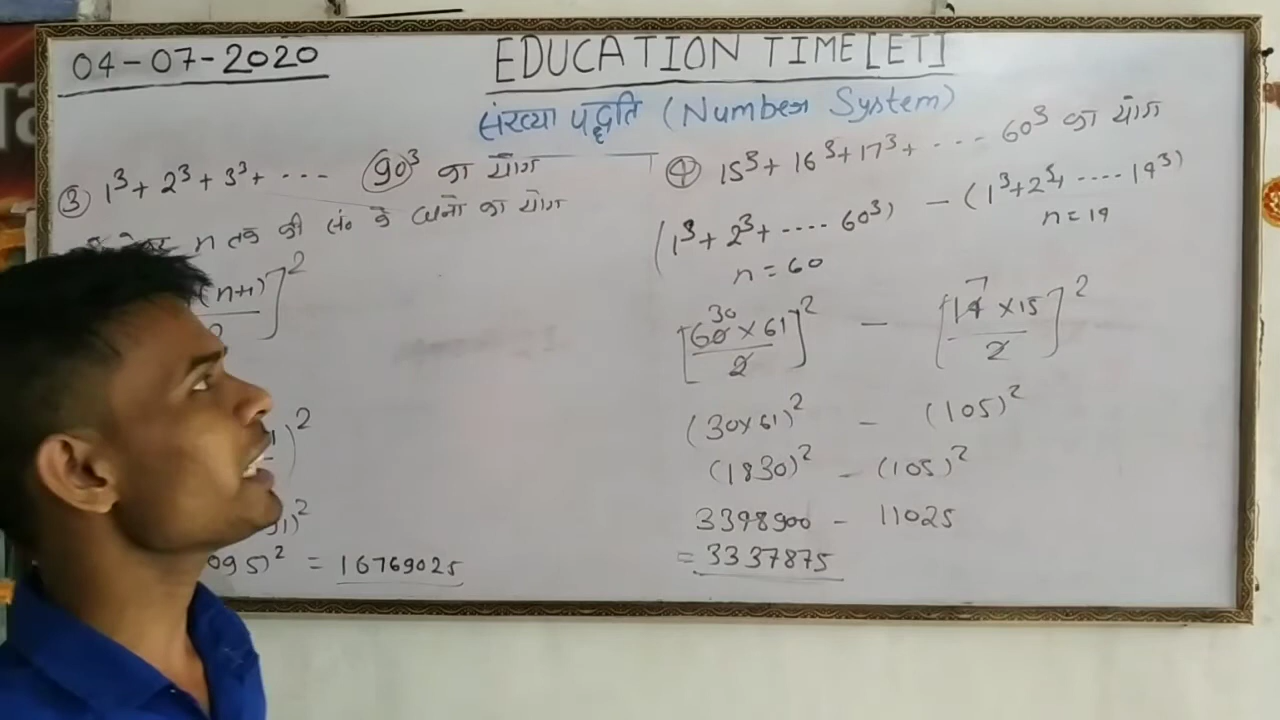 04-07-2020
EDUCATION TIME[ET]
संख्या पद्धति (Number System)
③ 1³ + 2³ + 3³ + ... 90³ का योग
n तक की सं० के घनों का योग
(n+1)]²
)²
)²
095)² = 16769025
④ 15³ + 16³ + 17³ + ... 60³ का योग
(1³ + 2³ + .... 60³) - (1³ + 2³, .... 14³)
n = 60
n = 14
30
7
[60 × 61]² - [14 × 15]²
2
2
(30×61)² - (105)²
(1830)² - (105)²
3398900 - 11025
= 3337875